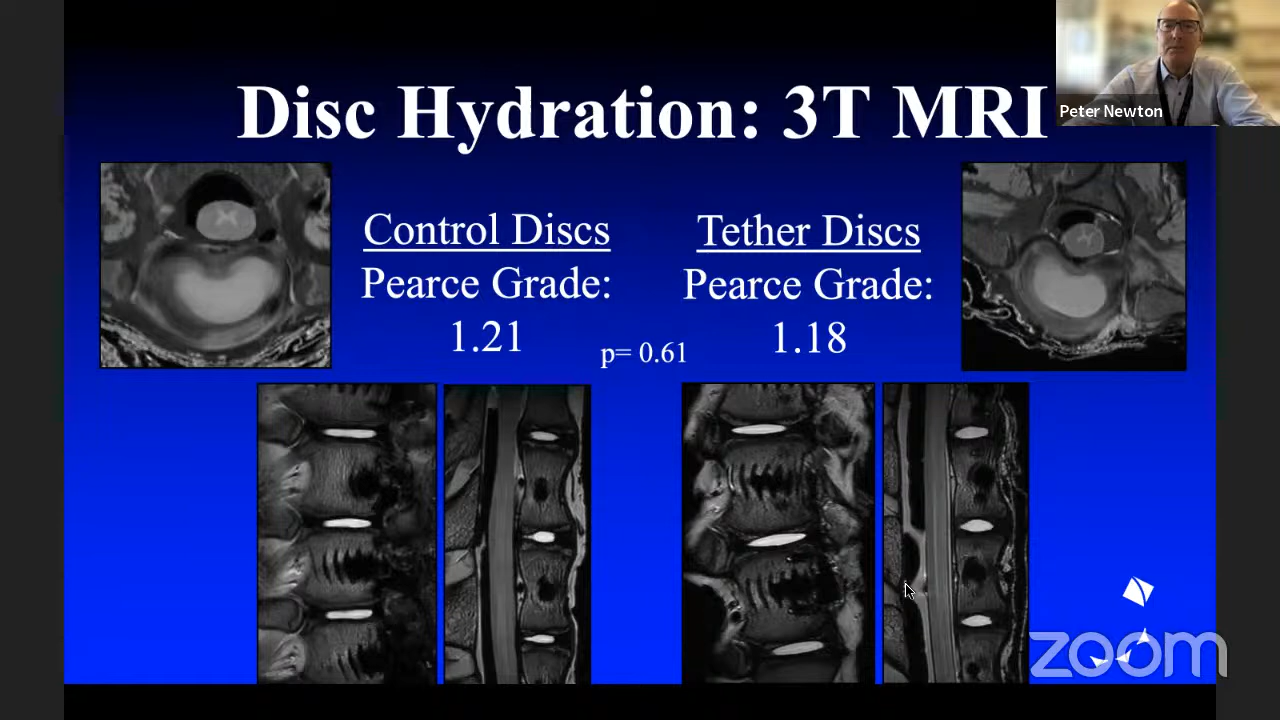 Disc Hydration: 3T MRI
Peter Newton
Control Discs
Pearce Grade:
1.21
Tether Discs
Pearce Grade:
1.18
p= 0.61
zoom